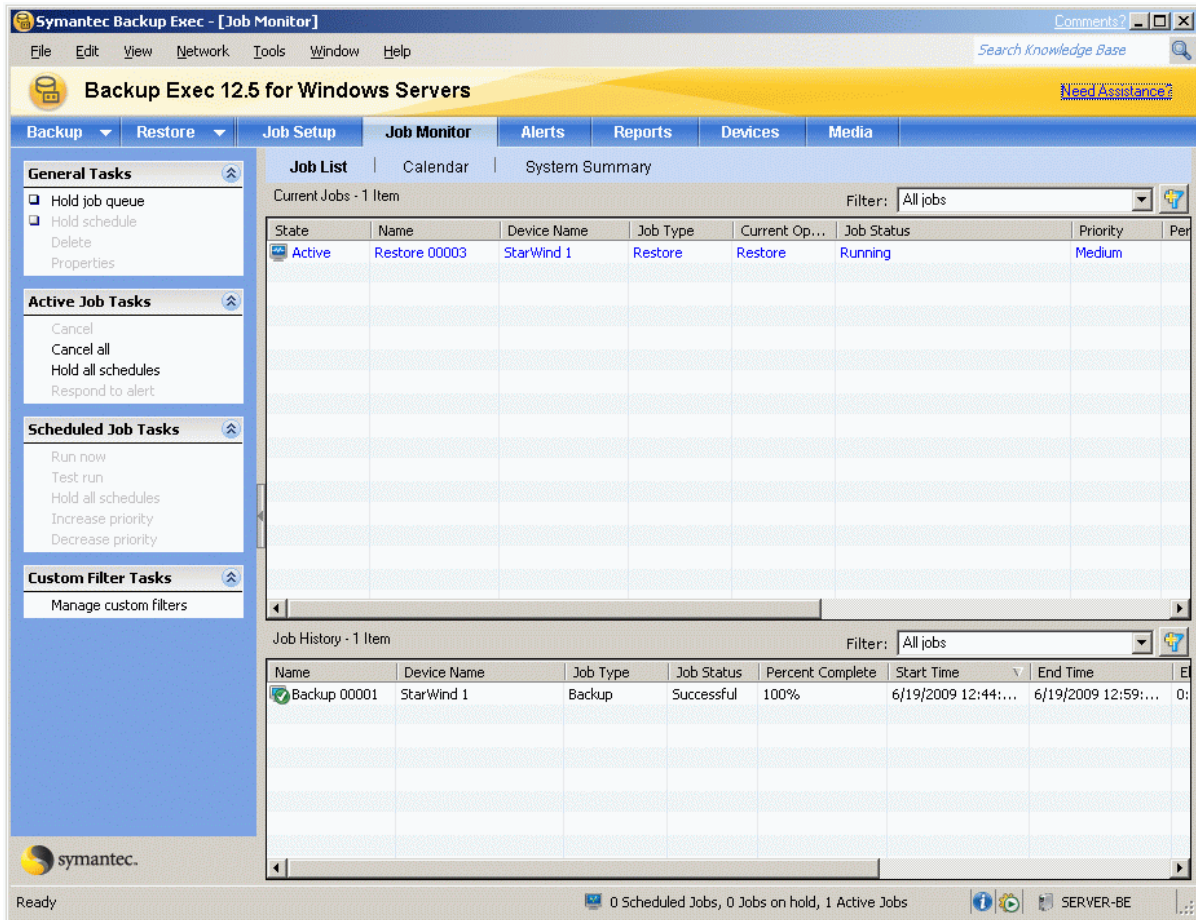 Symantec Backup Exec - [Job Monitor] Comments?
File Edit View Network Tools Window Help Search Knowledge Base
Backup Exec 12.5 for Windows Servers Need Assistance?
Backup Restore Job Setup Job Monitor Alerts Reports Devices Media
General Tasks
Hold job queue
Hold schedule
Delete
Properties
Active Job Tasks
Cancel
Cancel all
Hold all schedules
Respond to alert
Scheduled Job Tasks
Run now
Test run
Hold all schedules
Increase priority
Decrease priority
Custom Filter Tasks
Manage custom filters
symantec.
Job List | Calendar | System Summary
Current Jobs - 1 Item Filter: All jobs
State Name Device Name Job Type Current Op... Job Status Priority Per
Active Restore 00003 StarWind 1 Restore Restore Running Medium
Job History - 1 Item Filter: All jobs
Name Device Name Job Type Job Status Percent Complete Start Time End Time El
Backup 00001 StarWind 1 Backup Successful 100% 6/19/2009 12:44:... 6/19/2009 12:59:... 0:
Ready 0 Scheduled Jobs, 0 Jobs on hold, 1 Active Jobs SERVER-BE